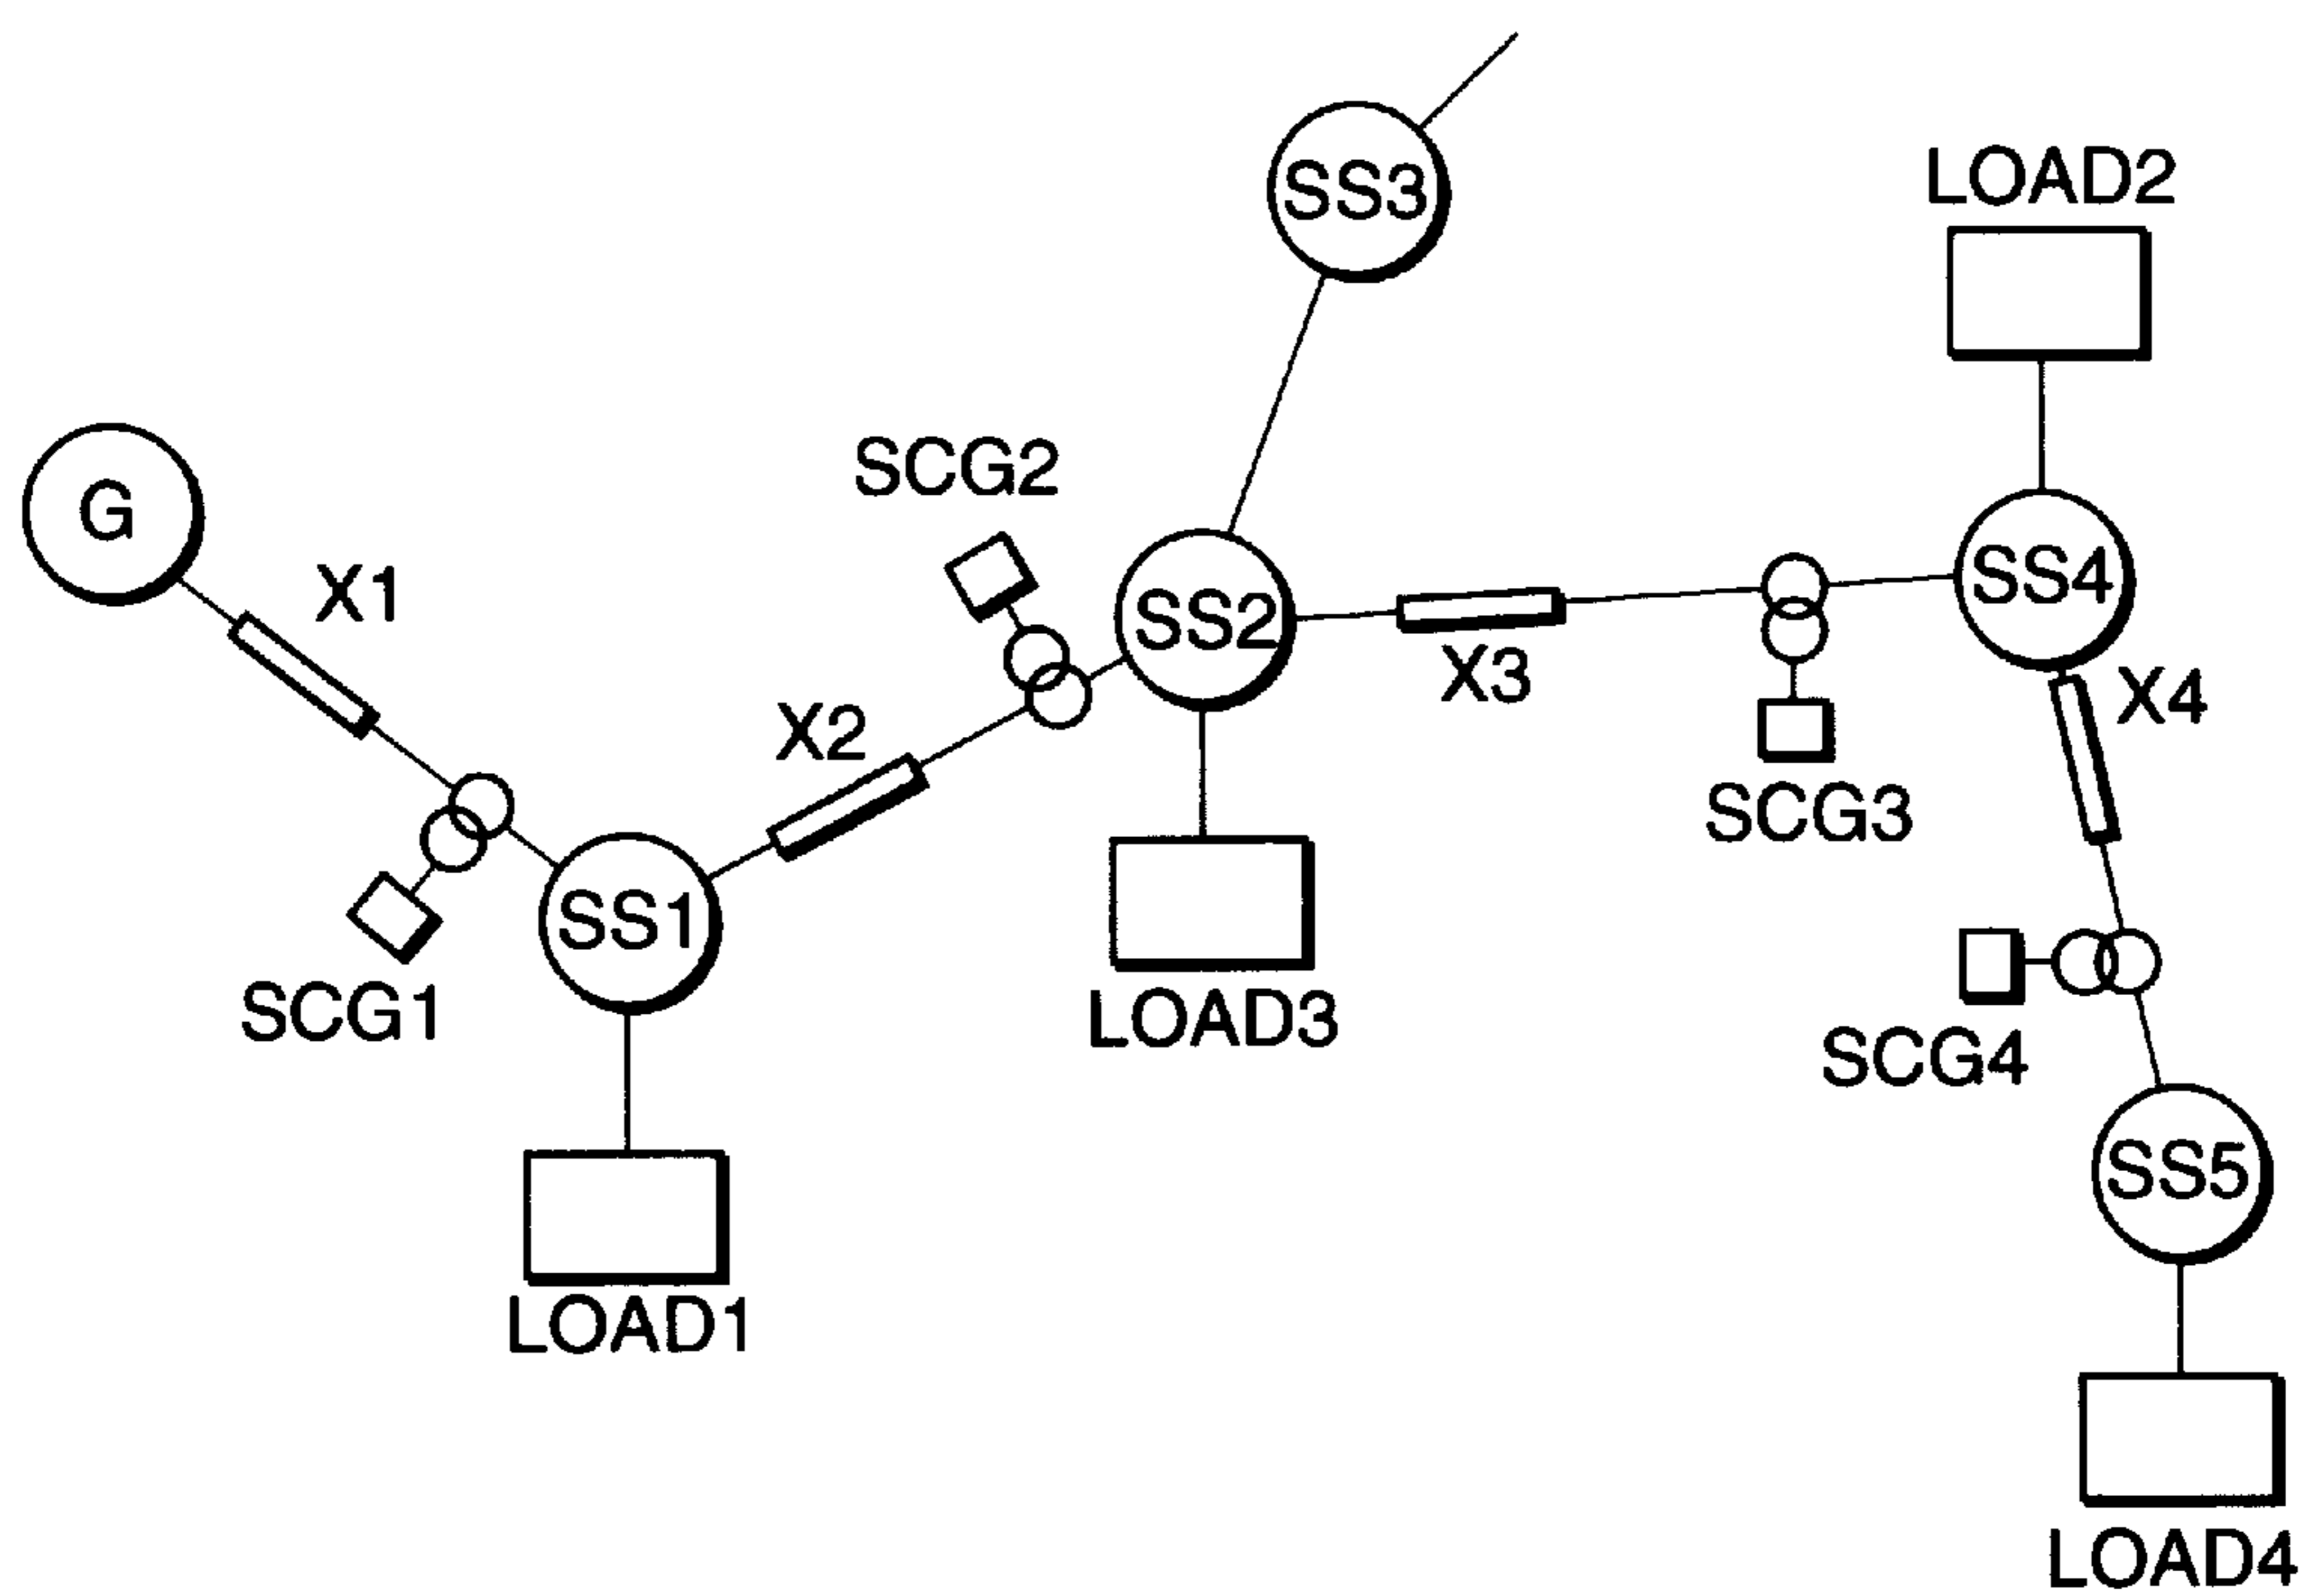 SS3
LOAD2
SCG2
G
X1
SS4
SS2
X3
X4
X2
SCG3
SS1
SCG1
LOAD3
SCG4
SS5
LOAD1
LOAD4